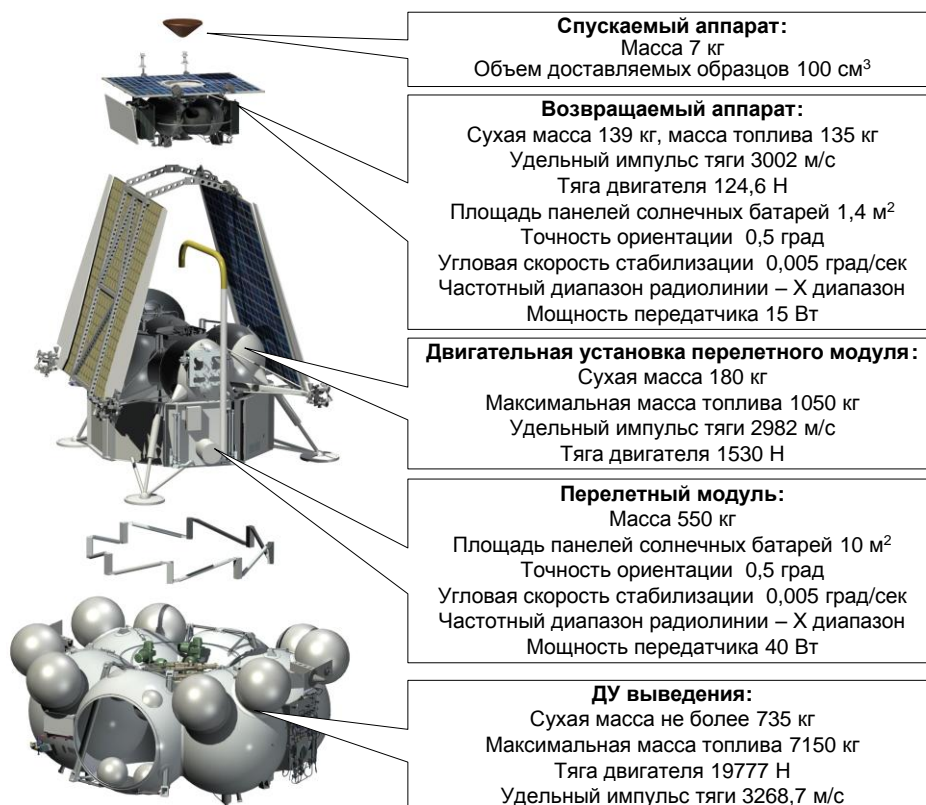 Спускаемый аппарат:
Масса 7 кг
Объем доставляемых образцов 100 см³
Возвращаемый аппарат:
Сухая масса 139 кг, масса топлива 135 кг
Удельный импульс тяги 3002 м/с
Тяга двигателя 124,6 Н
Площадь панелей солнечных батарей 1,4 м²
Точность ориентации 0,5 град
Угловая скорость стабилизации 0,005 град/сек
Частотный диапазон радиолинии – X диапазон
Мощность передатчика 15 Вт
Двигательная установка перелетного модуля:
Сухая масса 180 кг
Максимальная масса топлива 1050 кг
Удельный импульс тяги 2982 м/с
Тяга двигателя 1530 Н
Перелетный модуль:
Масса 550 кг
Площадь панелей солнечных батарей 10 м²
Точность ориентации 0,5 град
Угловая скорость стабилизации 0,005 град/сек
Частотный диапазон радиолинии – X диапазон
Мощность передатчика 40 Вт
ДУ выведения:
Сухая масса не более 735 кг
Максимальная масса топлива 7150 кг
Тяга двигателя 19777 Н
Удельный импульс тяги 3268,7 м/с